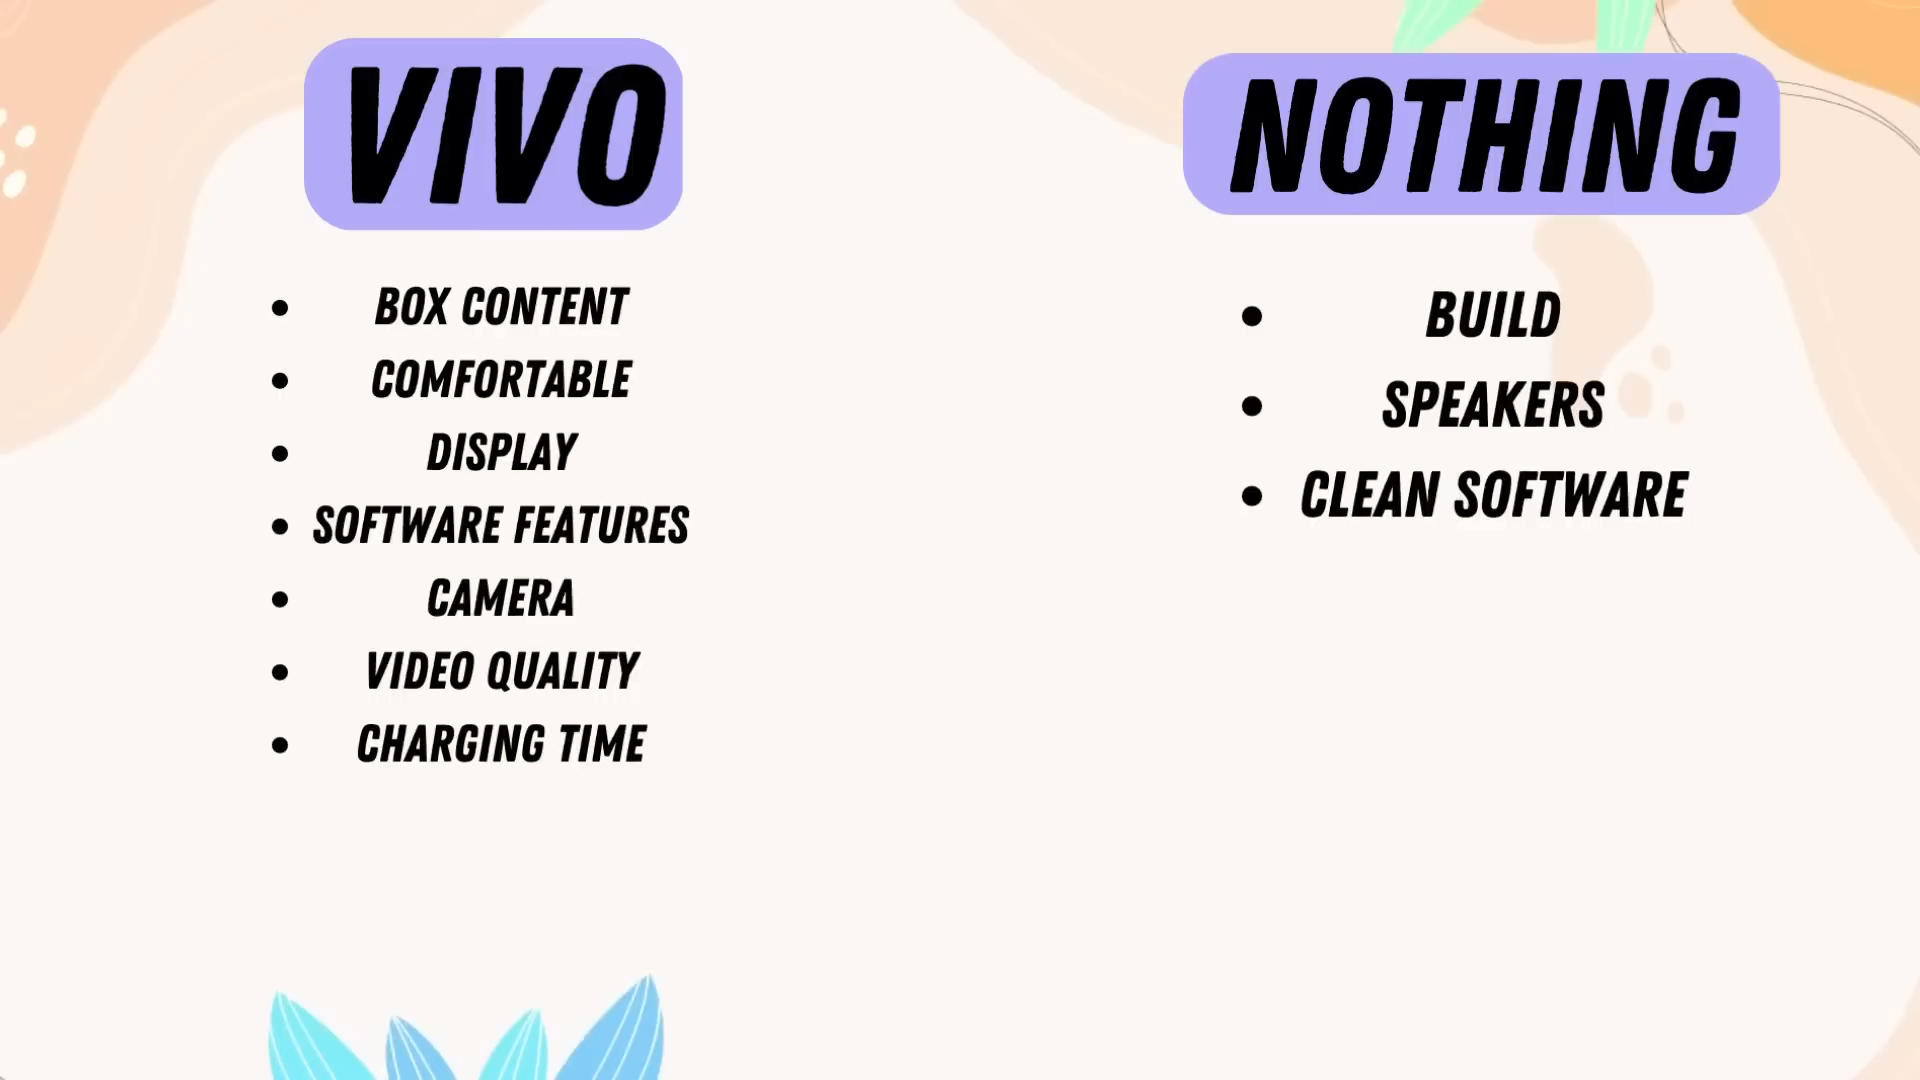 VIVO
BOX CONTENT
COMFORTABLE
DISPLAY
SOFTWARE FEATURES
CAMERA
VIDEO QUALITY
CHARGING TIME
NOTHING
BUILD
SPEAKERS
CLEAN SOFTWARE